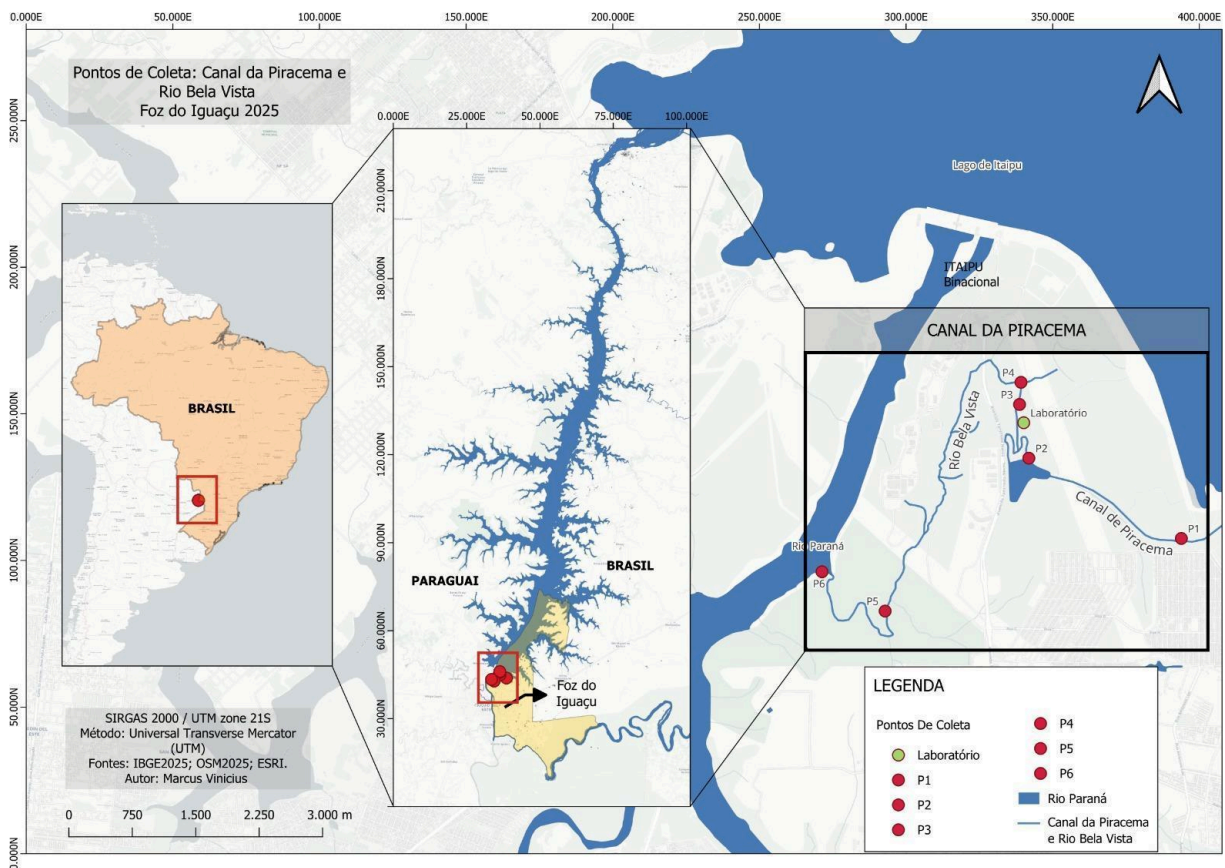 0.000E 50.000E 100.000E 150.000E 200.000E 250.000E 300.000E 350.000E 400.000E
Pontos de Coleta: Canal da Piracema e
Rio Bela Vista
Foz do Iguaçu 2025
0.000E 25.000E 50.000E 75.000E 100.000E
250.000N
200.000N
150.000N
100.000N
50.000N
0.000N
210.000N
180.000N
150.000N
120.000N
90.000N
60.000N
30.000N
BRASIL
PARAGUAI
BRASIL
Foz do
Iguaçu
Lago de Itaipu
ITAIPU
Binacional
CANAL DA PIRACEMA
P4
P3
Laboratório
P2
Rio Bela Vista
Canal de Piracema
P1
Rio Paraná
P6
P5
SIRGAS 2000 / UTM zone 21S
Método: Universal Transverse Mercator
(UTM)
Fontes: IBGE2025; OSM2025; ESRI.
Autor: Marcus Vinicius
0 750 1.500 2.250 3.000 m
LEGENDA
Pontos De Coleta
Laboratório
P1
P2
P3
P4
P5
P6
Rio Paraná
Canal da Piracema
e Rio Bela Vista